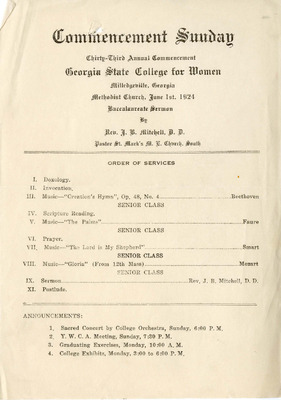 Commencement Sunday
Thirty-Third Annual Commencement
Georgia State College for Women
Milledgeville, Georgia
Methodist Church, June 1st. 1924
Baccalaureate Sermon
By
Rev. J. B. Mitchell, D. D.
Pastor St. Mark's M. E. Church, South
ORDER OF SERVICES
I. Doxology.
II. Invocation.
III. Music—"Creation's Hymn", Op. 48, No. 4 Beethoven
SENIOR CLASS
IV. Scripture Reading.
V. Music—"The Palms" Faure
SENIOR CLASS
VI. Prayer.
VII. Music—"The Lord is My Shepherd" Smart
SENIOR CLASS
VIII. Music—"Gloria" (From 12th Mass) Mozart
SENIOR CLASS
IX. Sermon Rev, J. B. Mitchell, D. D.
XI. Postlude.
ANNOUNCEMENTS:
1. Sacred Concert by College Orchestra, Sunday, 6:00 P. M.
2. Y. W. C. A. Meeting, Sunday, 7:30 P. M.
3. Graduating Exercises, Monday, 10:00 A. M.
4. College Exhibits, Monday, 3:00 to 6:00 P. M.